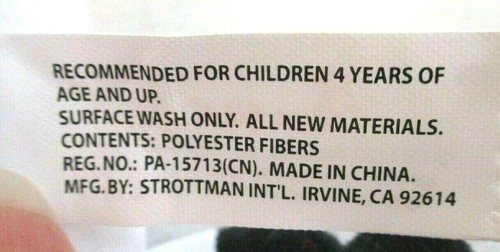 RECOMMENDED FOR CHILDREN 4 YEARS OF
AGE AND UP.
SURFACE WASH ONLY. ALL NEW MATERIALS.
CONTENTS: POLYESTER FIBERS
REG.NO.: PA-15713(CN). MADE IN CHINA.
MFG.BY: STROTTMAN INT'L. IRVINE, CA 92614